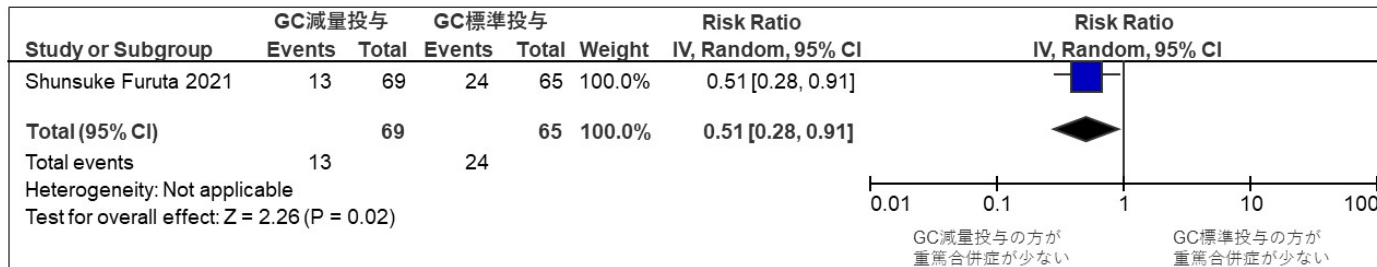 GC減量投与 GC標準投与 Risk Ratio Risk Ratio
Study or Subgroup Events Total Events Total Weight IV, Random, 95% CI IV, Random, 95% CI
Shunsuke Furuta 2021 13 69 24 65 100.0% 0.51 [0.28, 0.91]
Total (95% CI) 69 65 100.0% 0.51 [0.28, 0.91]
Total events 13 24
Heterogeneity: Not applicable
Test for overall effect: Z = 2.26 (P = 0.02)
0.01 0.1 1 10 100
GC減量投与の方が
重篤合併症が少ない
GC標準投与の方が
重篤合併症が少ない